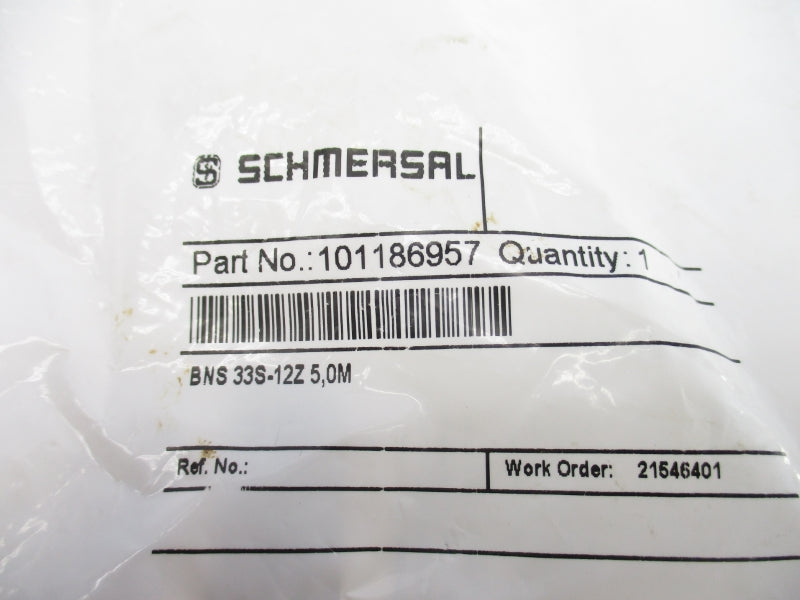 SCHMERSAL
Part No.: 101186957 Quantity: 1
BNS 33S-12Z 5,0M
Ref. No.: Work Order: 21546401